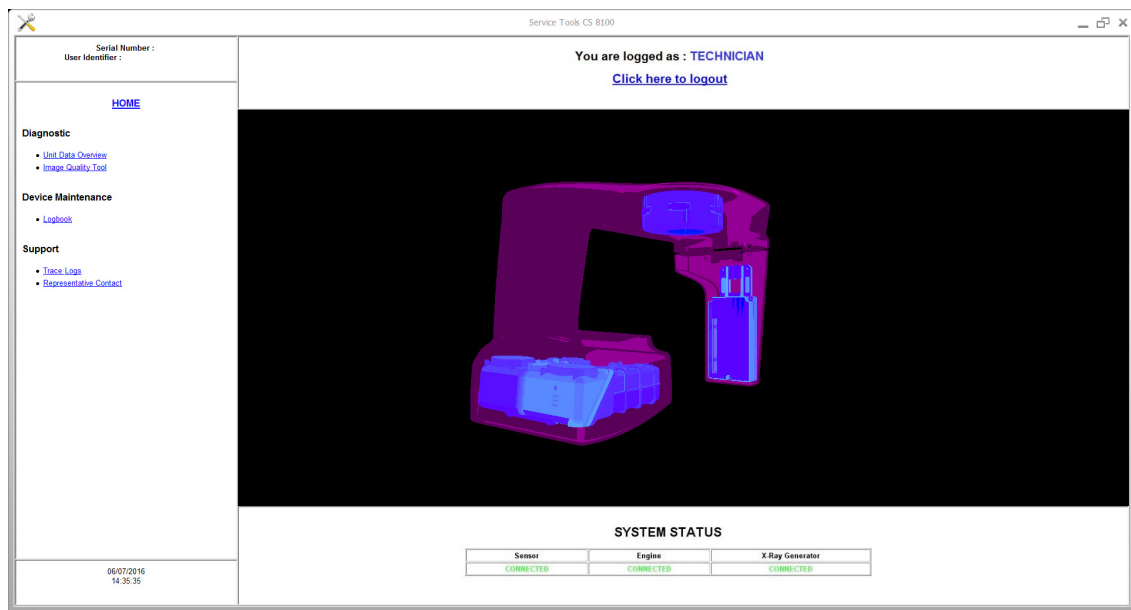 Service Tools CS 8100
Serial Number :
User Identifier :
You are logged as : TECHNICIAN
Click here to logout
HOME
Diagnostic
Unit Data Overview
Image Quality Tool
Device Maintenance
Logbook
Support
Trace Logs
Representative Contact
SYSTEM STATUS
Sensor Engine X-Ray Generator
CONNECTED CONNECTED CONNECTED
06/07/2016
14:35:35